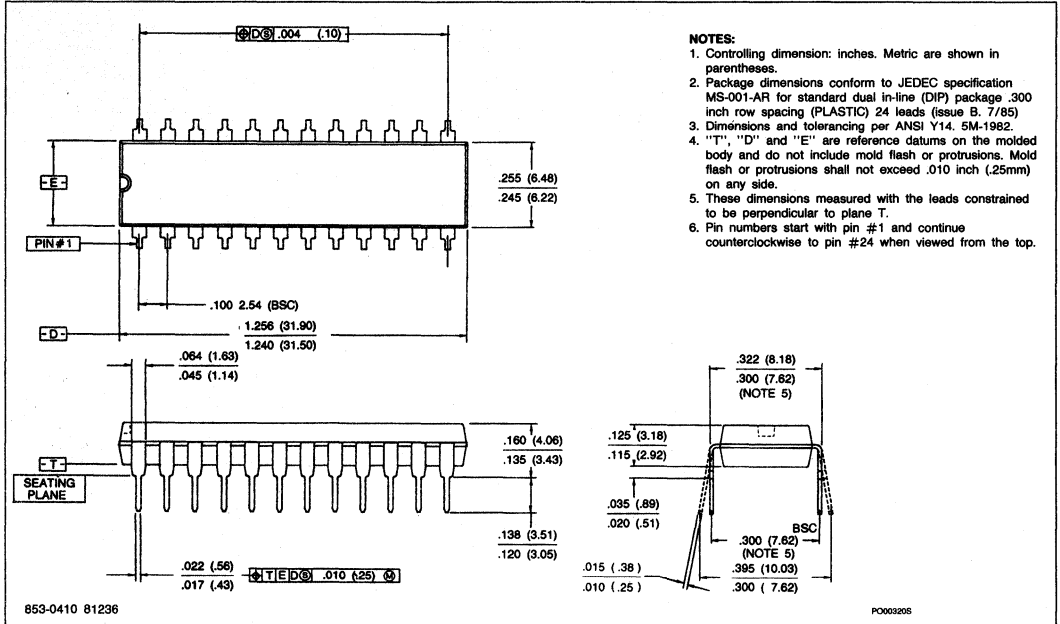 ⌖ D Ⓢ .004 (.10)
NOTES:
1. Controlling dimension: inches. Metric are shown in
parentheses.
2. Package dimensions conform to JEDEC specification
MS-001-AR for standard dual in-line (DIP) package .300
inch row spacing (PLASTIC) 24 leads (issue B. 7/85)
3. Dimensions and tolerancing per ANSI Y14. 5M-1982.
4. "T", "D" and "E" are reference datums on the molded
body and do not include mold flash or protrusions. Mold
flash or protrusions shall not exceed .010 inch (.25mm)
on any side.
5. These dimensions measured with the leads constrained
to be perpendicular to plane T.
6. Pin numbers start with pin #1 and continue
counterclockwise to pin #24 when viewed from the top.
-E-
.255 (6.48)
.245 (6.22)
PIN #1
.100 2.54 (BSC)
-D-
1.256 (31.90)
1.240 (31.50)
.064 (1.63)
.045 (1.14)
.322 (8.18)
.300 (7.62)
(NOTE 5)
.160 (4.06)
.135 (3.43)
.125 (3.18)
.115 (2.92)
-T-
SEATING
PLANE
.035 (.89)
.020 (.51)
.138 (3.51)
.120 (3.05)
BSC
.300 (7.62)
(NOTE 5)
.395 (10.03)
.300 ( 7.62)
.022 (.56)
.017 (.43)
⌖ T E D Ⓢ .010 (.25) Ⓜ
.015 ( .38 )
.010 ( .25 )
853-0410 81236
PO00320S